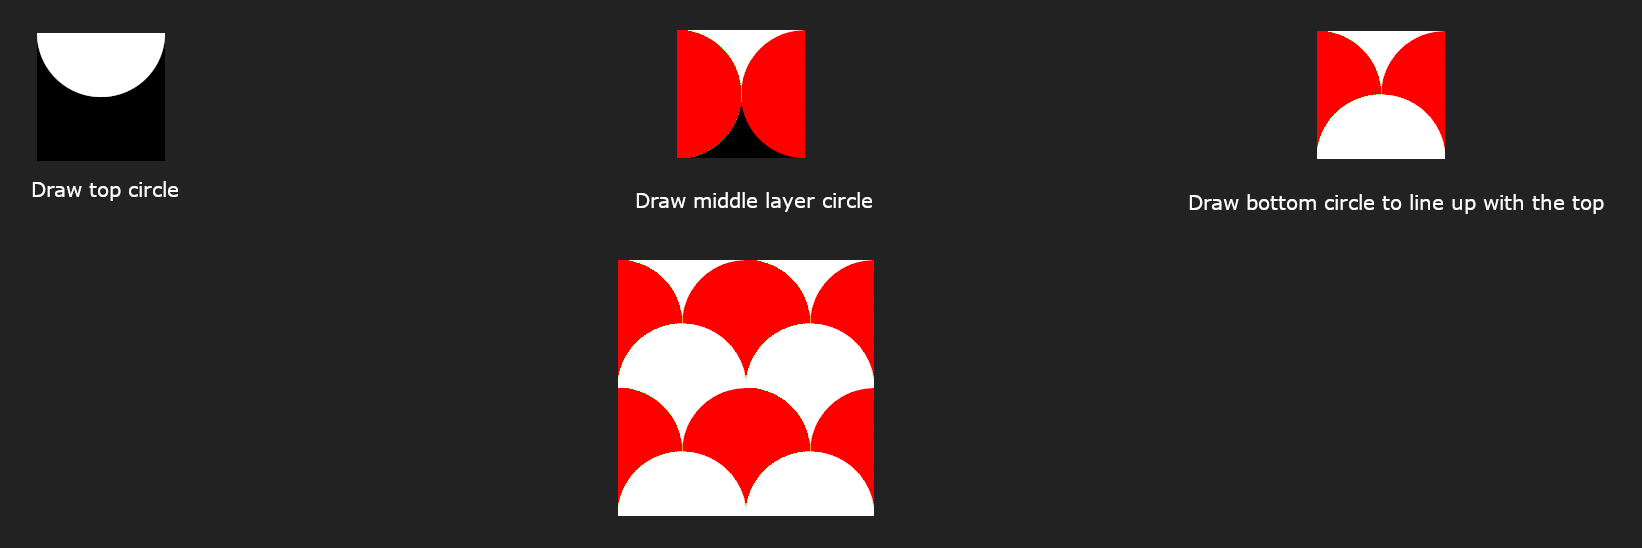 Draw top circle
Draw middle layer circle
Draw bottom circle to line up with the top